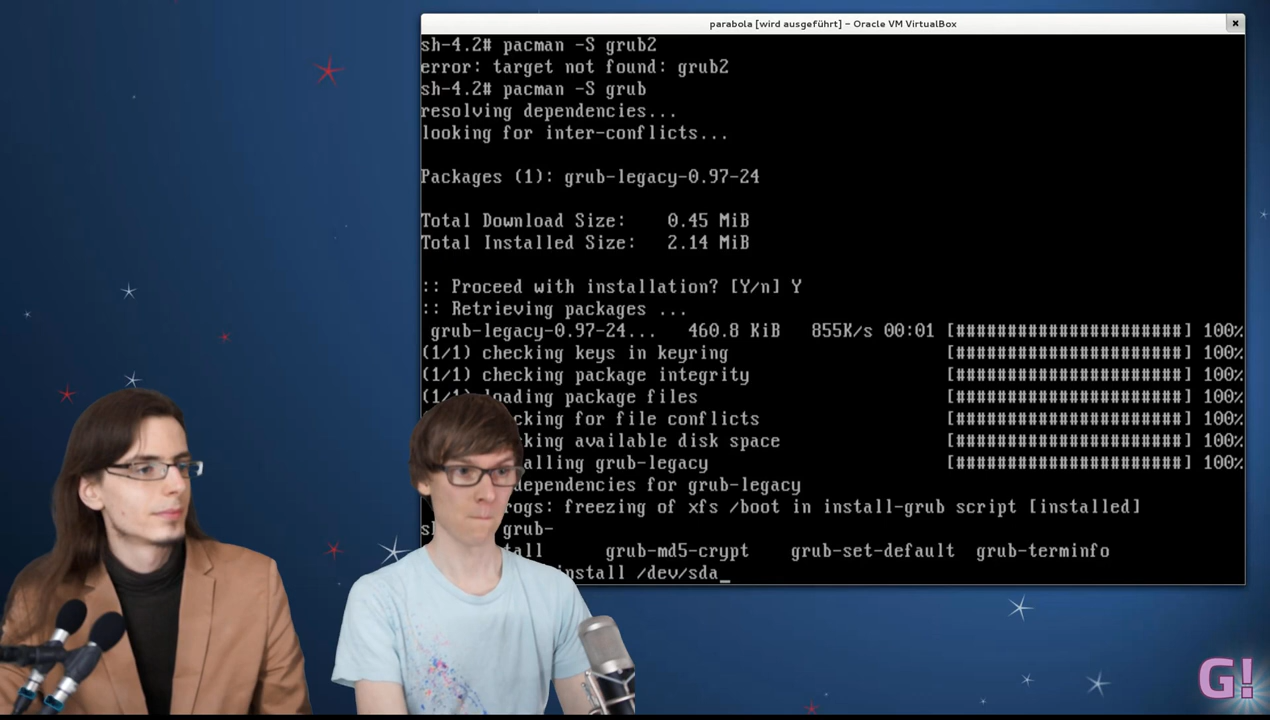 parabola [wird ausgeführt] – Oracle VM VirtualBox
sh-4.2# pacman -S grub2
error: target not found: grub2
sh-4.2# pacman -S grub
resolving dependencies...
looking for inter-conflicts...
Packages (1): grub-legacy-0.97-24
Total Download Size: 0.45 MiB
Total Installed Size: 2.14 MiB
:: Proceed with installation? [Y/n] Y
:: Retrieving packages ...
grub-legacy-0.97-24... 460.8 KiB 855K/s 00:01 [######################] 100%
(1/1) checking keys in keyring [######################] 100%
(1/1) checking package integrity [######################] 100%
(1/1) loading package files [######################] 100%
cking for file conflicts [######################] 100%
king available disk space [######################] 100%
alling grub-legacy [######################] 100%
dependencies for grub-legacy
rogs: freezing of xfs /boot in install-grub script [installed]
s grub-
tall grub-md5-crypt grub-set-default grub-terminfo
install /dev/sda_
G!